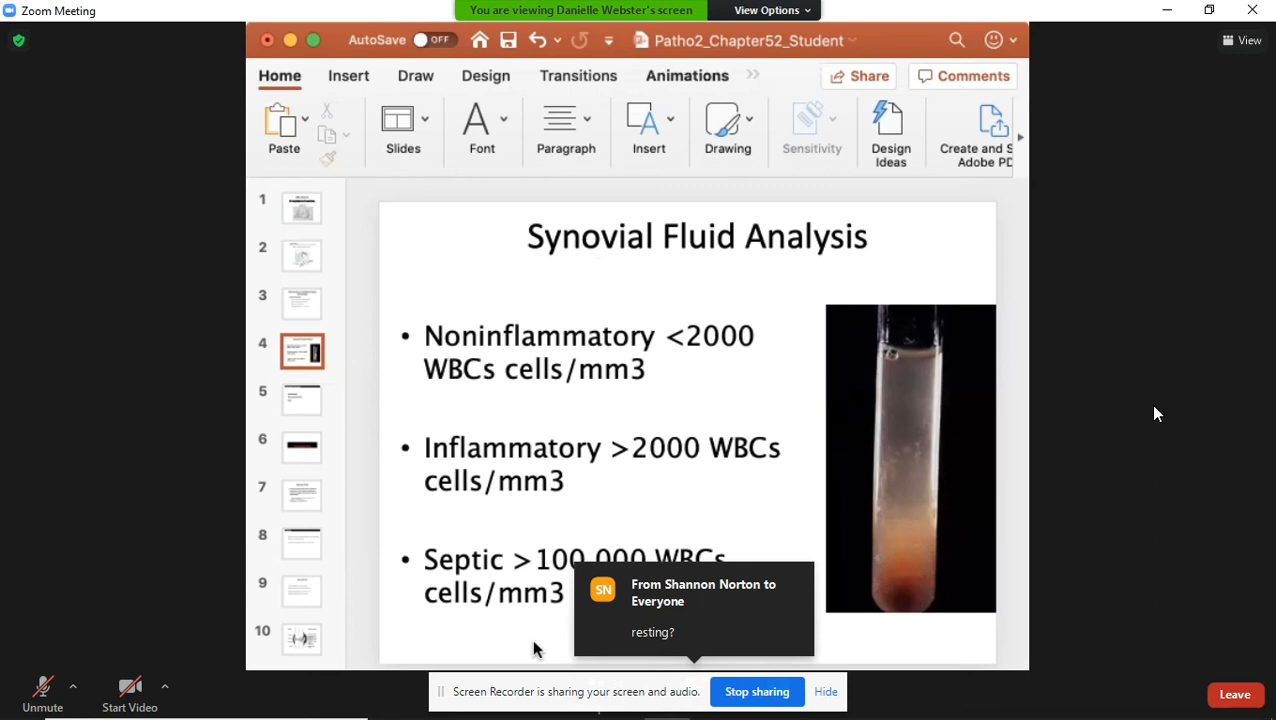 Zoom Meeting
You are viewing Danielle Webster's screen
View Options
View
AutoSave
OFF
Patho2_Chapter52_Student
Home
Insert
Draw
Design
Transitions
Animations
Share
Comments
Paste
Slides
Font
Paragraph
Insert
Drawing
Sensitivity
Design
Ideas
Create and S
Adobe PD
1
2
3
4
5
6
7
8
9
10
Synovial Fluid Analysis
• Noninflammatory <2000
WBCs cells/mm3
• Inflammatory >2000 WBCs
cells/mm3
• Septic >100,000 WBCs
cells/mm3
SN
From Shannon Norton to
Everyone
resting?
Screen Recorder is sharing your screen and audio.
Stop sharing
Hide
Unmute
Start Video
Leave